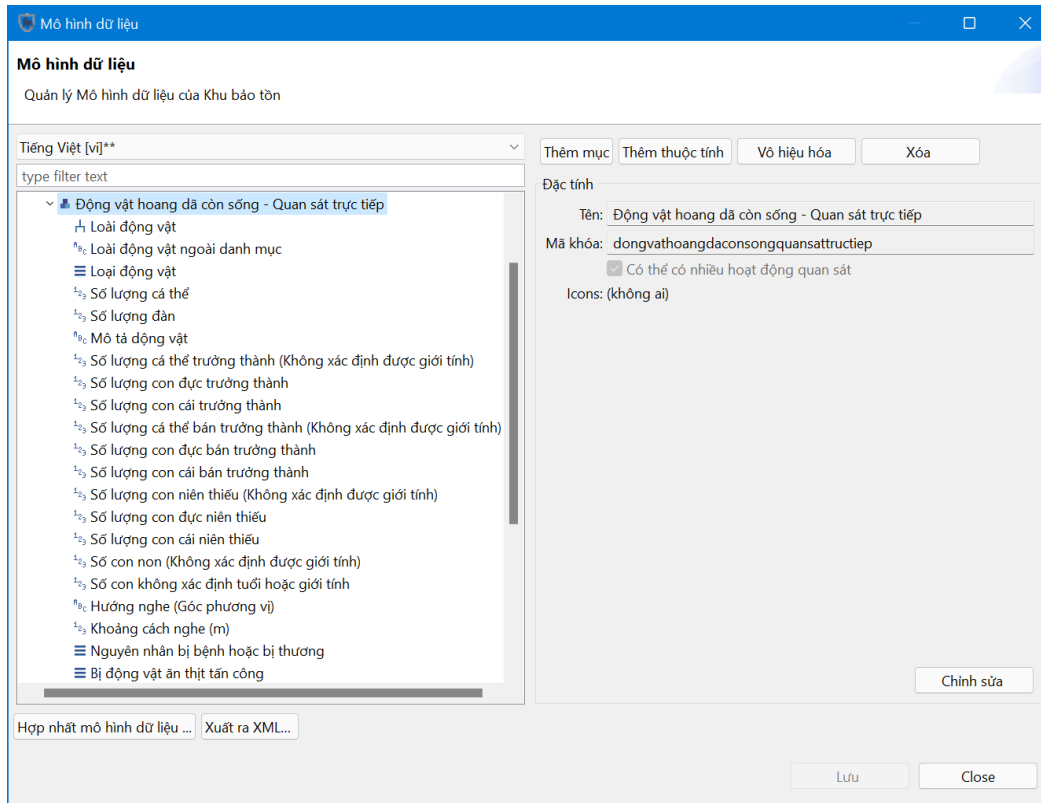 Mô hình dữ liệu
Mô hình dữ liệu
Quản lý Mô hình dữ liệu của Khu bảo tồn
Tiếng Việt [vi]**
type filter text
Động vật hoang dã còn sống - Quan sát trực tiếp
Loài động vật
Loài động vật ngoài danh mục
Loại động vật
Số lượng cá thể
Số lượng đàn
Mô tả dộng vật
Số lượng cá thể trưởng thành (Không xác định được giới tính)
Số lượng con đực trưởng thành
Số lượng con cái trưởng thành
Số lượng cá thể bán trưởng thành (Không xác định được giới tính)
Số lượng con đực bán trưởng thành
Số lượng con cái bán trưởng thành
Số lượng con niên thiếu (Không xác định được giới tính)
Số lượng con đực niên thiếu
Số lượng con cái niên thiếu
Số con non (Không xác định được giới tính)
Số con không xác định tuổi hoặc giới tính
Hướng nghe (Góc phương vị)
Khoảng cách nghe (m)
Nguyên nhân bị bệnh hoặc bị thương
Bị động vật ăn thịt tấn công
Hợp nhất mô hình dữ liệu ... Xuất ra XML...
Thêm mục Thêm thuộc tính Vô hiệu hóa Xóa
Đặc tính
Tên: Động vật hoang dã còn sống - Quan sát trực tiếp
Mã khóa: dongvathoangdaconsongquansattructiep
Có thể có nhiều hoạt động quan sát
Icons: (không ai)
Chỉnh sửa
Lưu Close